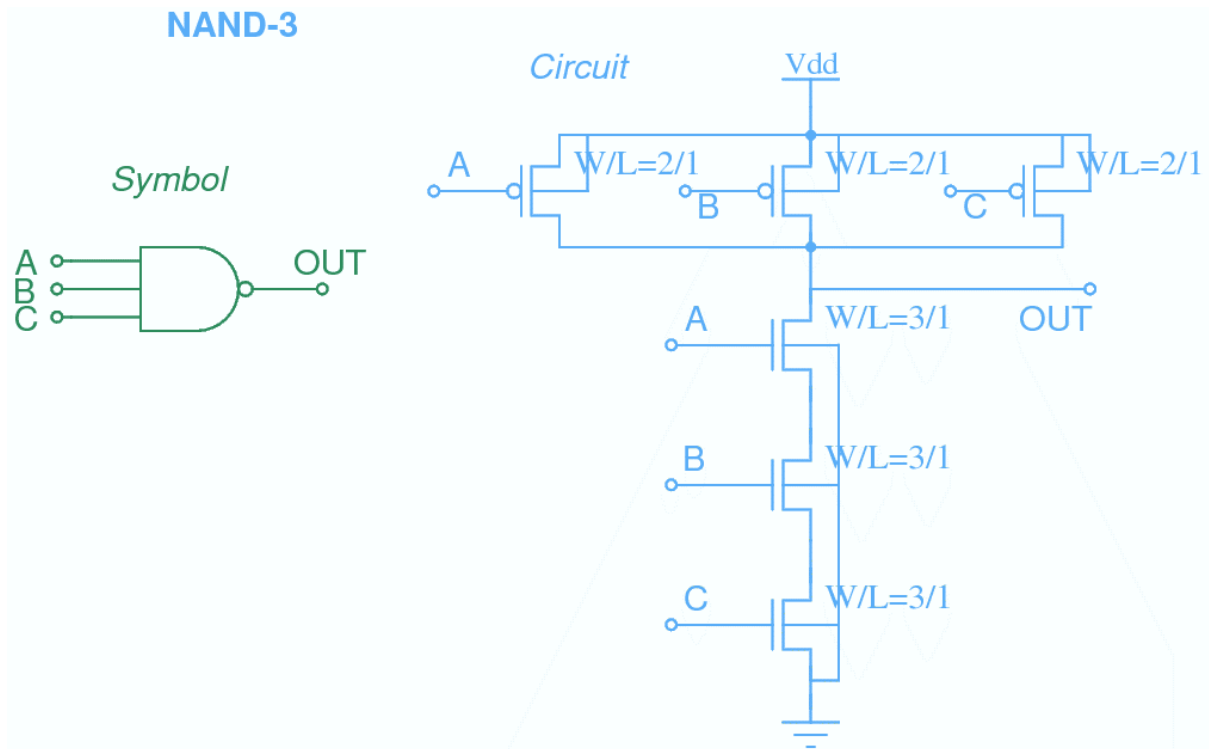 NAND-3
Circuit
Vdd
A
W/L=2/1
B
W/L=2/1
C
W/L=2/1
Symbol
A
B
C
OUT
A
W/L=3/1
OUT
B
W/L=3/1
C
W/L=3/1